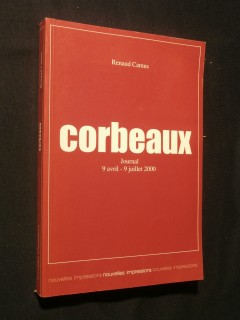 Renaud Camus
corbeaux
Journal
9 avril - 9 juillet 2000
nouvelles impressions nouvelles impressions nouvelles impressions